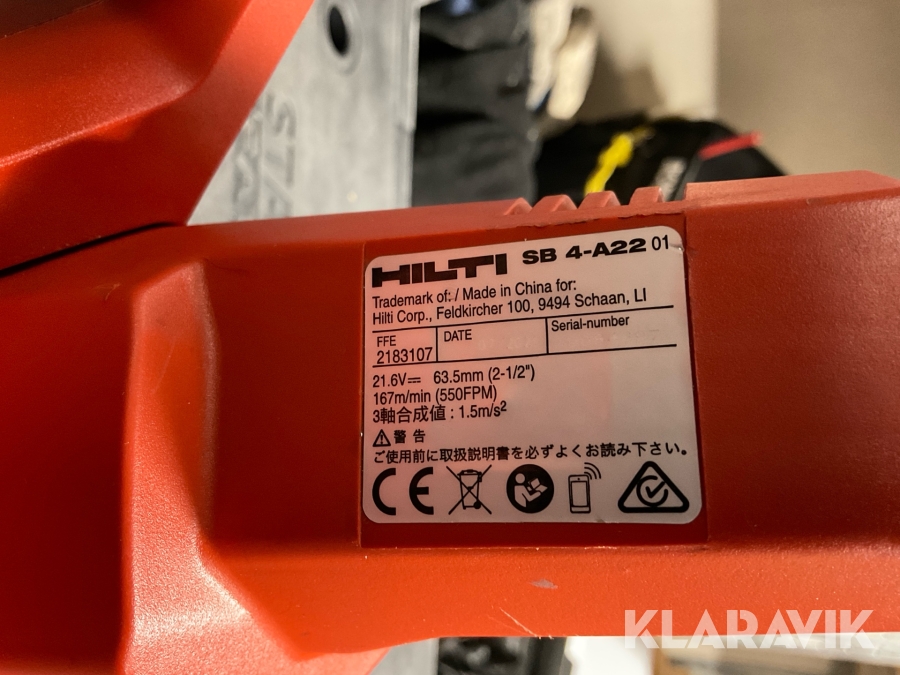 STA
HILTI SB 4-A22 01
Trademark of: / Made in China for:
Hilti Corp., Feldkircher 100, 9494 Schaan, LI
FFE DATE Serial-number
2183107
21.6V⎓ 63.5mm (2-1/2")
167m/min (550FPM)
3軸合成値 : 1.5m/s²
⚠警告
ご使用前に取扱説明書を必ずよくお読み下さい。
CE
KLARAVIK